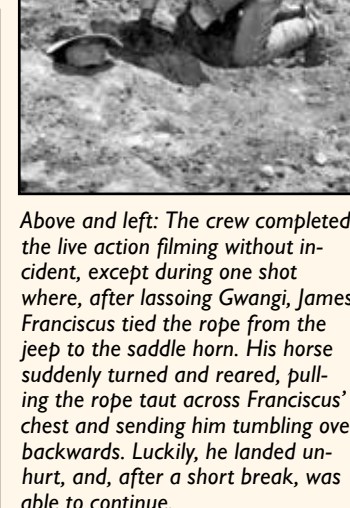 Above and left: The crew completed
the live action filming without in-
cident, except during one shot
where, after lassoing Gwangi, James
Franciscus tied the rope from the
jeep to the saddle horn. His horse
suddenly turned and reared, pull-
ing the rope taut across Franciscus’
chest and sending him tumbling ove
backwards. Luckily, he landed un-
hurt, and, after a short break, was
able to continue.